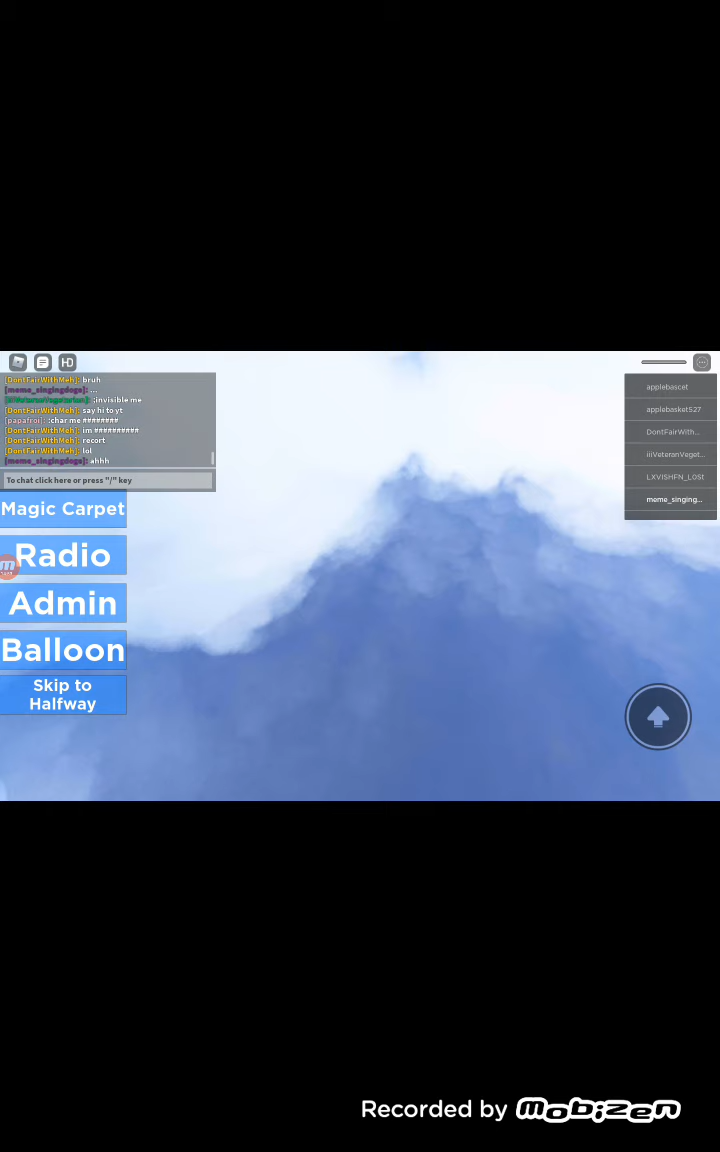 HD
[DontFairWithMeh]: bruh
[meme_singingdogs]: ...
[iiiVeteranVegetarian]: ;invisible me
[DontFairWithMeh]: say hi to yt
[papafroi]: :char me ########
[DontFairWithMeh]: im ##########
[DontFairWithMeh]: recort
[DontFairWithMeh]: lol
[meme_singingdogs]: ahhh
To chat click here or press "/" key
applebascet
applebasket527
DontFairWith...
iiiVeteranVeget...
LXVISHFN_L0St
meme_singing...
Magic Carpet
Radio
Admin
Balloon
Skip to
Halfway
Recorded by mobizen